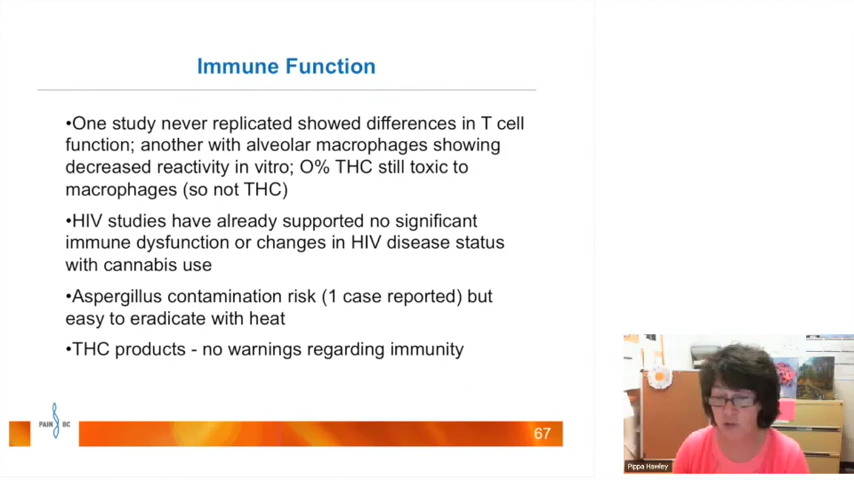 Immune Function
•One study never replicated showed differences in T cell
function; another with alveolar macrophages showing
decreased reactivity in vitro; O% THC still toxic to
macrophages (so not THC)
•HIV studies have already supported no significant
immune dysfunction or changes in HIV disease status
with cannabis use
•Aspergillus contamination risk (1 case reported) but
easy to eradicate with heat
•THC products - no warnings regarding immunity
PAIN BC
67
Pippa Hawley